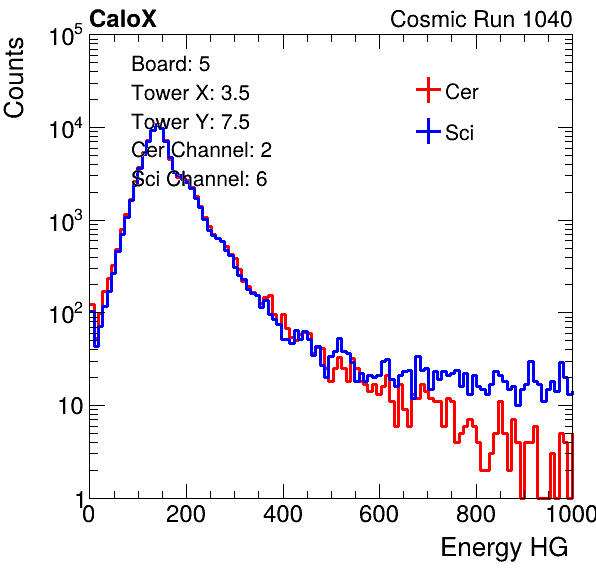 CaloX Cosmic Run 1040
Counts
10^5
10^4
10^3
10^2
10
1
Board: 5
Tower X: 3.5
Tower Y: 7.5
Cer Channel: 2
Sci Channel: 6
Cer
Sci
0 200 400 600 800 1000
Energy HG